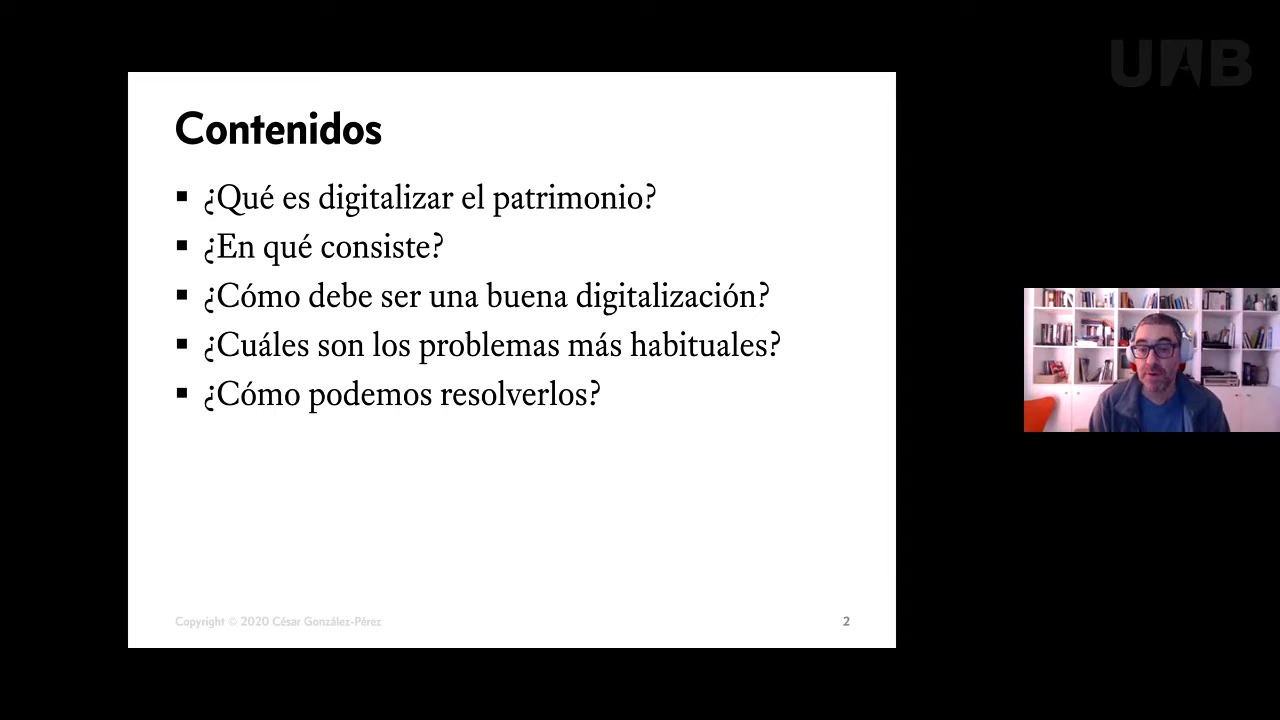 UAB
Contenidos
▪ ¿Qué es digitalizar el patrimonio?
▪ ¿En qué consiste?
▪ ¿Cómo debe ser una buena digitalización?
▪ ¿Cuáles son los problemas más habituales?
▪ ¿Cómo podemos resolverlos?
Copyright © 2020 César González-Pérez
2